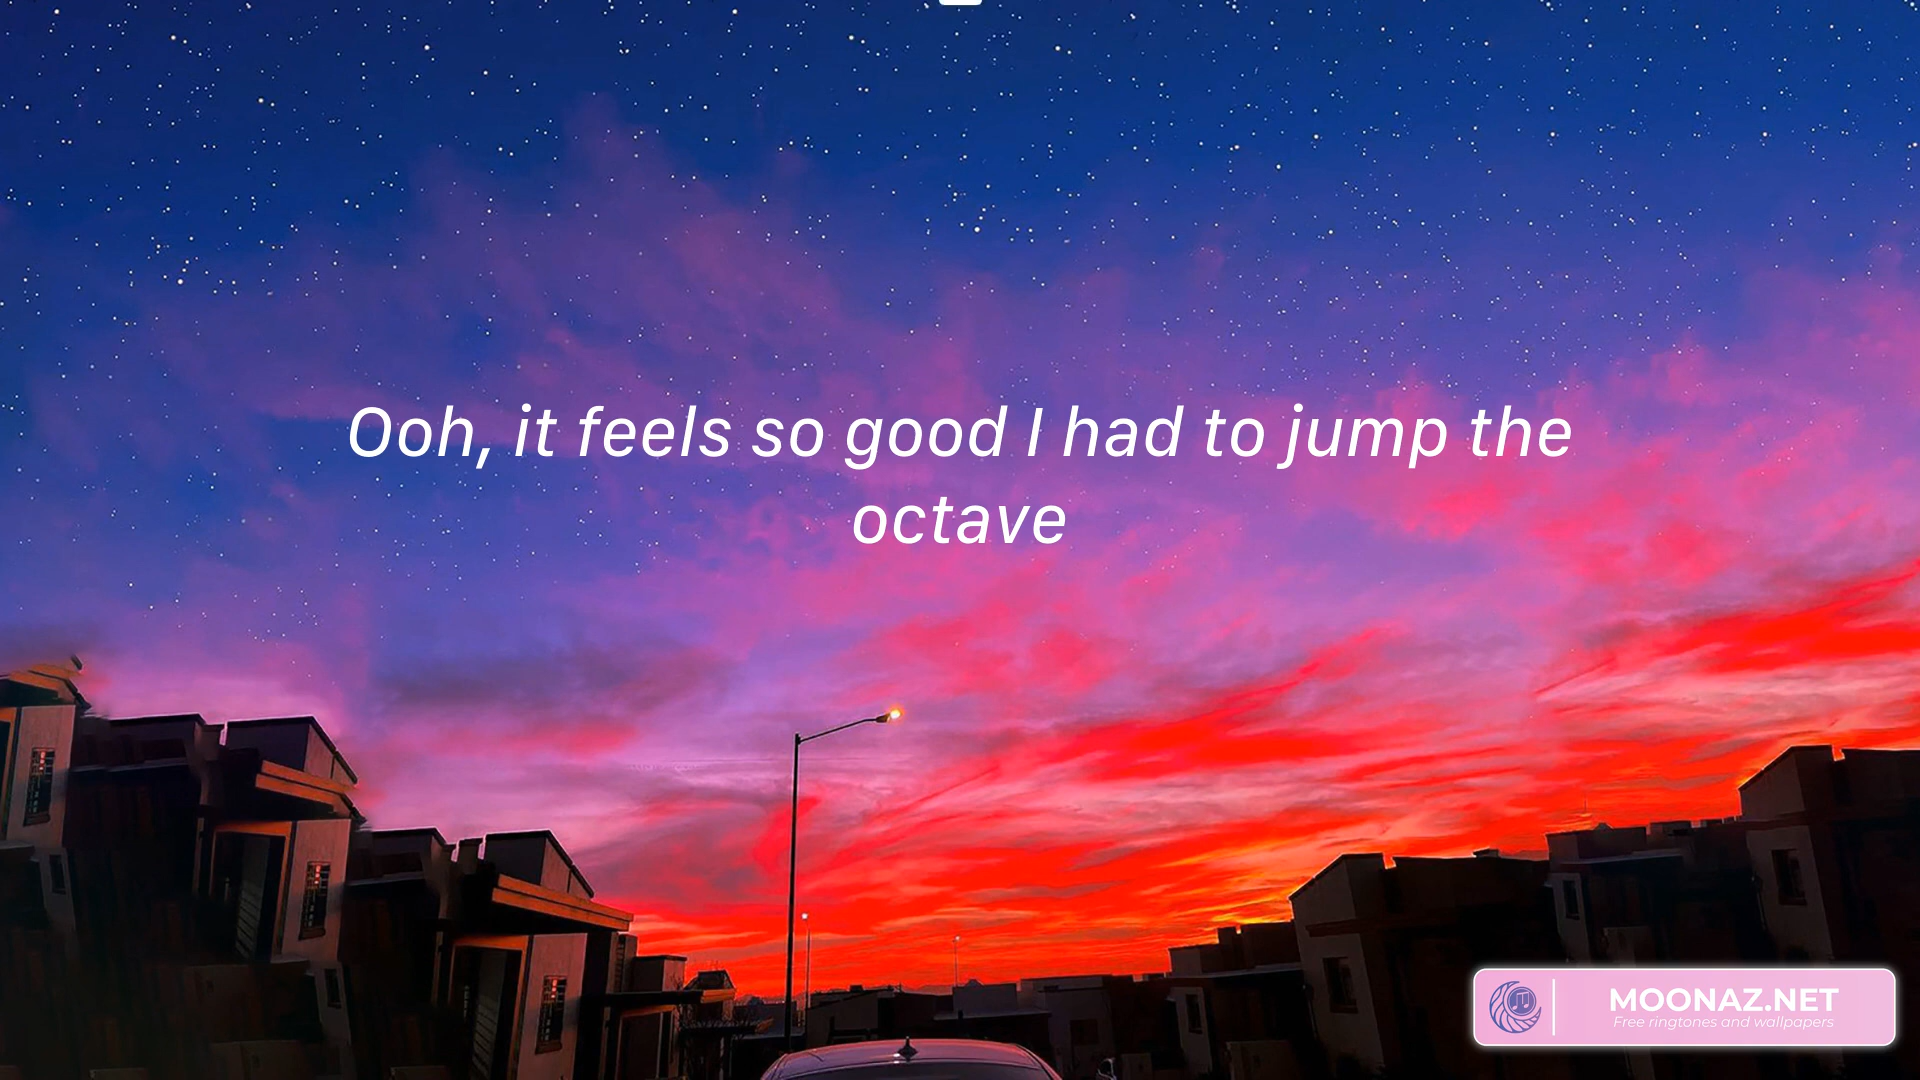 Ooh, it feels so good I had to jump the
octave
MOONAZ.NET
Free ringtones and wallpapers